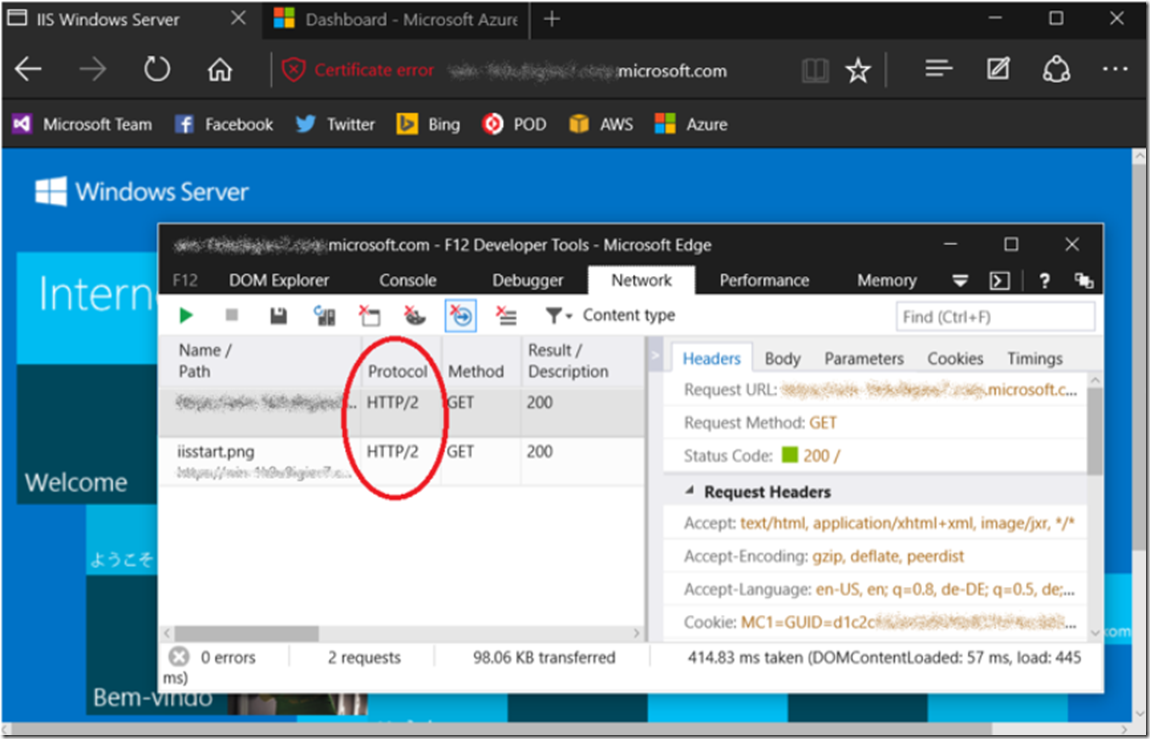 IIS Windows Server
Dashboard - Microsoft Azure
Certificate error microsoft.com
Microsoft Team Facebook Twitter Bing POD AWS Azure
Windows Server
Intern
microsoft.com - F12 Developer Tools - Microsoft Edge
F12 DOM Explorer Console Debugger Network Performance Memory ?
Content type Find (Ctrl+F)
Name / Path
Protocol
Method
Result / Description
HTTP/2 GET 200
iisstart.png HTTP/2 GET 200
Headers Body Parameters Cookies Timings
Request URL: .microsoft.c...
Request Method: GET
Status Code: 200 /
Request Headers
Accept: text/html, application/xhtml+xml, image/jxr, */*
Accept-Encoding: gzip, deflate, peerdist
Accept-Language: en-US, en; q=0.8, de-DE; q=0.5, de;...
Cookie: MC1=GUID=d1c2c
0 errors 2 requests 98.06 KB transferred 414.83 ms taken (DOMContentLoaded: 57 ms, load: 445
ms)
Welcome
ようこそ
Bem-vindo
com